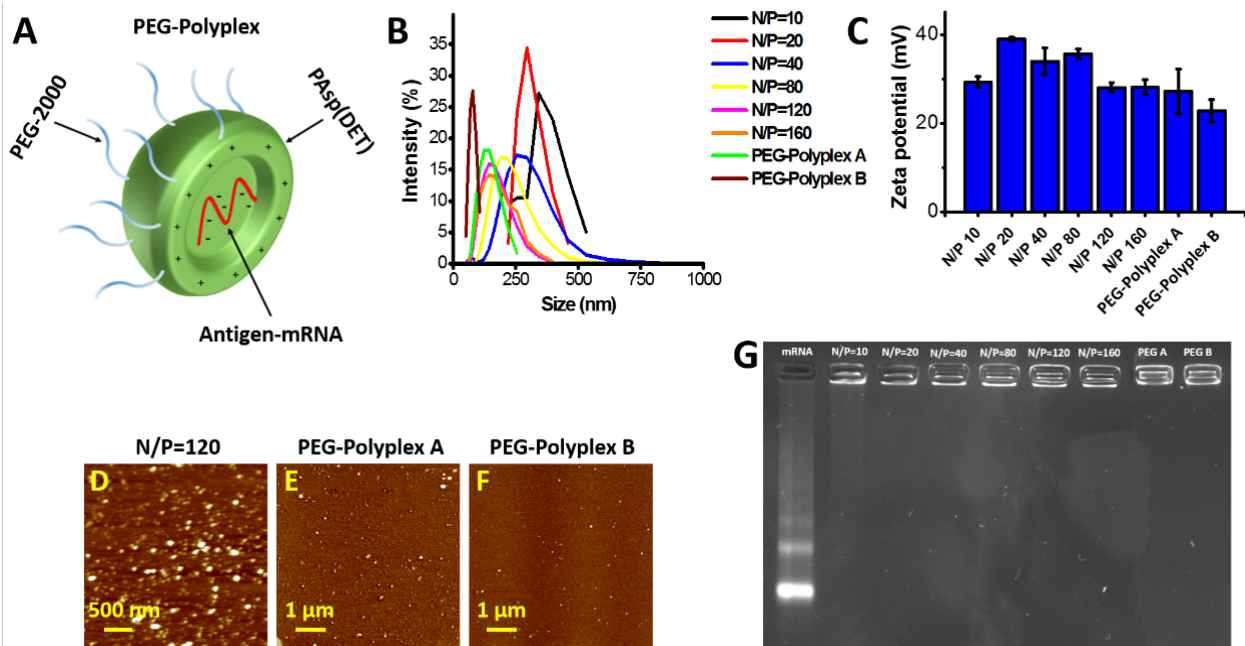 A
PEG-Polyplex
PEG-2000
PAsp(DET)
+ + + + + + + + + + +
- - - - - - -
Antigen-mRNA
B
Intensity (%)
35
30
25
20
15
10
5
0
0 250 500 750 1000
Size (nm)
N/P=10
N/P=20
N/P=40
N/P=80
N/P=120
N/P=160
PEG-Polyplex A
PEG-Polyplex B
C
Zeta potential (mV)
40
20
0
N/P 10
N/P 20
N/P 40
N/P 80
N/P 120
N/P 160
PEG-Polyplex A
PEG-Polyplex B
N/P=120
D
500 nm
PEG-Polyplex A
E
1 μm
PEG-Polyplex B
F
1 μm
G
mRNA N/P=10 N/P=20 N/P=40 N/P=80 N/P=120 N/P=160 PEG A PEG B